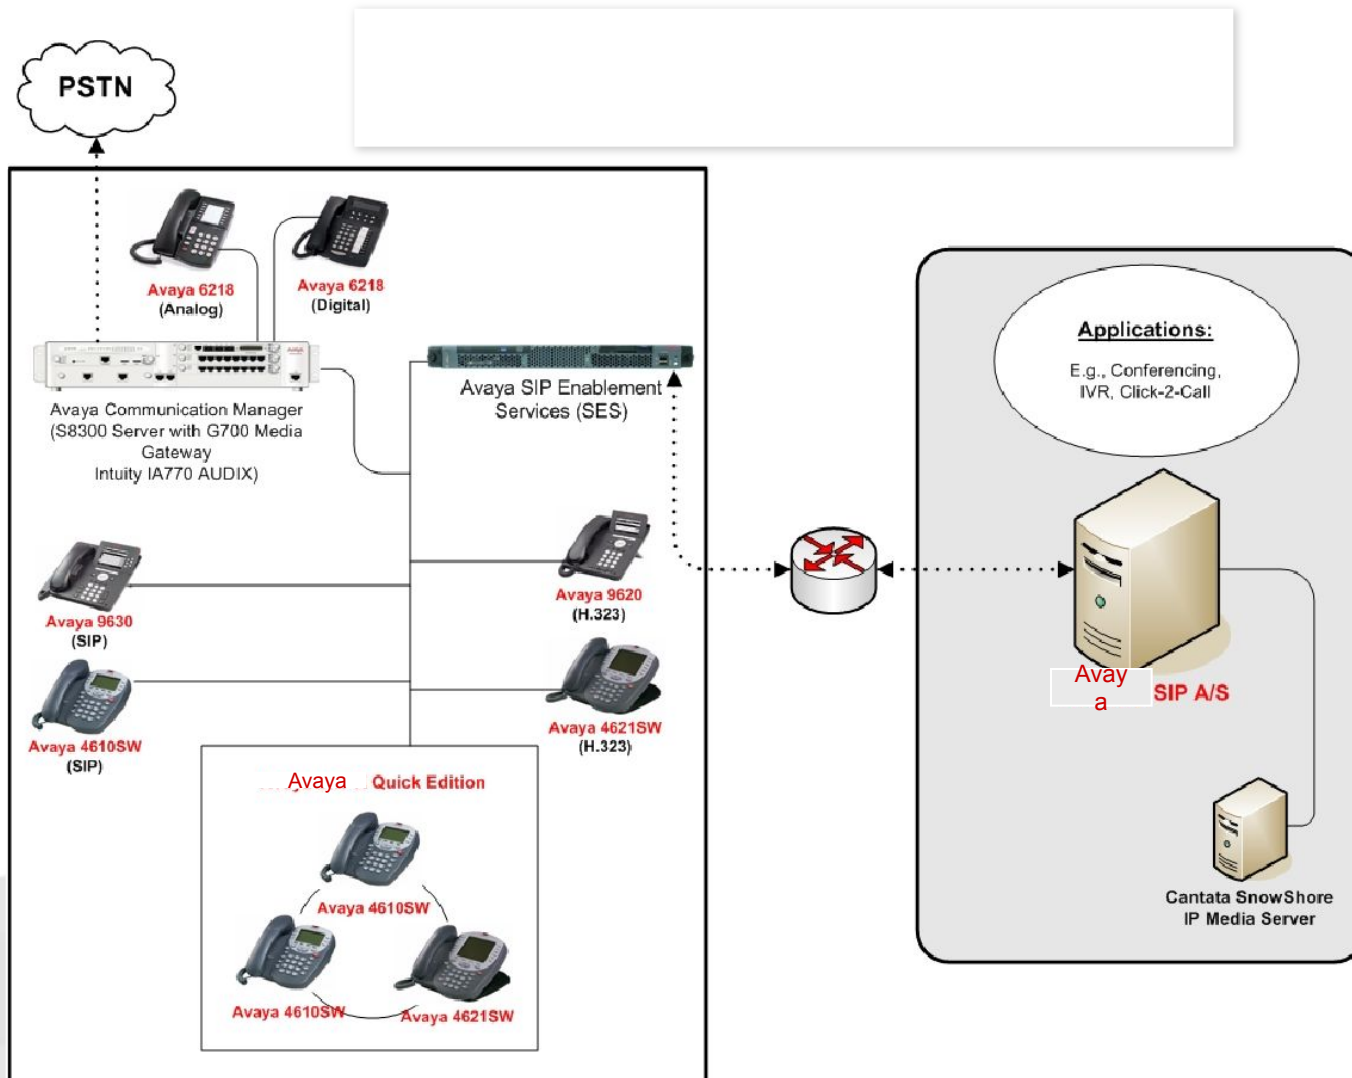 PSTN
Avaya 6218
(Analog)
Avaya 6218
(Digital)
Avaya Communication Manager
(S8300 Server with G700 Media
Gateway
Intuity IA770 AUDIX)
Avaya SIP Enablement
Services (SES)
Applications:
E.g., Conferencing,
IVR, Click-2-Call
Avaya 9630
(SIP)
Avaya 9620
(H.323)
Avaya 4610SW
(SIP)
Avaya 4621SW
(H.323)
Avay
a
SIP A/S
Avaya Quick Edition
Avaya 4610SW
Avaya 4610SW
Avaya 4621SW
Cantata SnowShore
IP Media Server